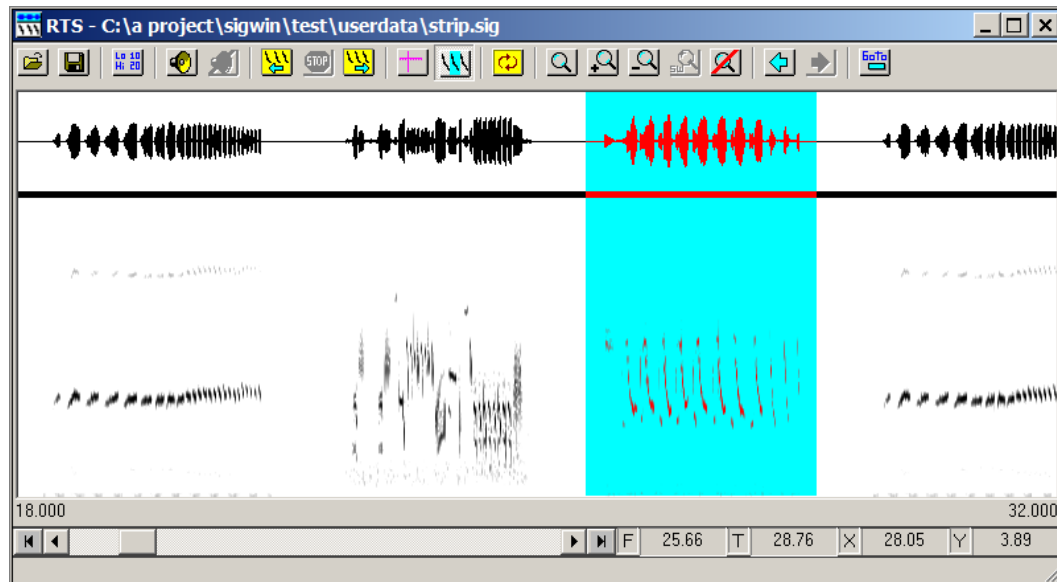 RTS - C:\a project\sigwin\test\userdata\strip.sig
Lo 10
Hi 20
STOP
SW
GoTo
18.000 32.000
F 25.66 T 28.76 X 28.05 Y 3.89